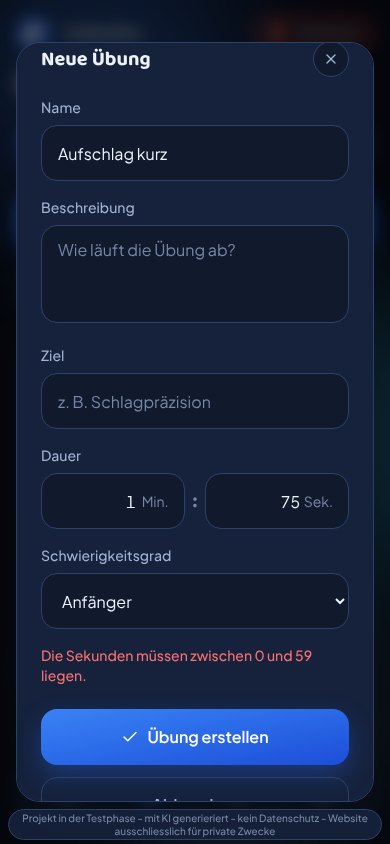 Neue Übung
Name
Aufschlag kurz
Beschreibung
Wie läuft die Übung ab?
Ziel
z. B. Schlagpräzision
Dauer
1 Min. : 75 Sek.
Schwierigkeitsgrad
Anfänger
Die Sekunden müssen zwischen 0 und 59
liegen.
Übung erstellen
Projekt in der Testphase – mit KI generieriert – kein Datenschutz – Website
ausschliesslich für private Zwecke